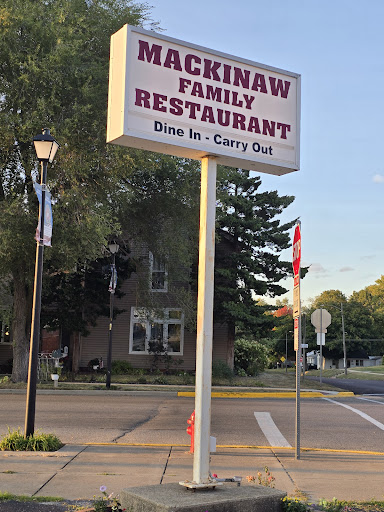 MACKINAW
FAMILY
RESTAURANT
Dine In - Carry Out